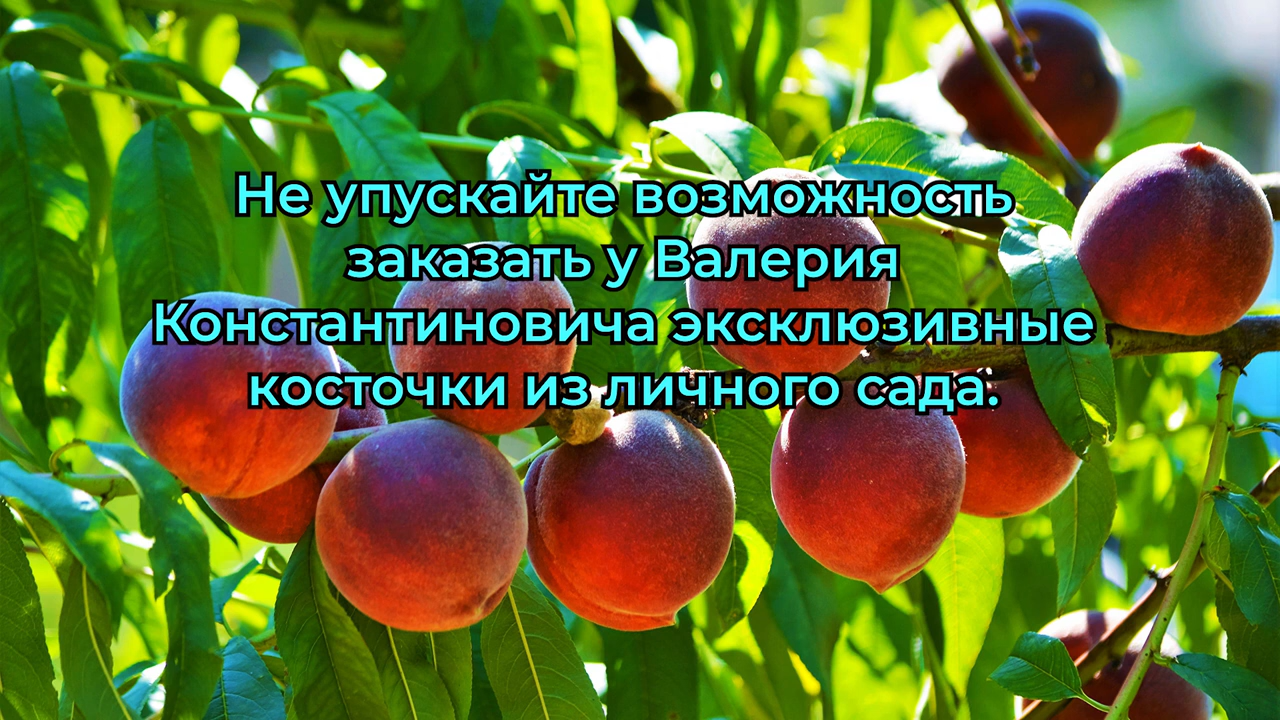 Не упускайте возможность
заказать у Валерия
Константиновича эксклюзивные
косточки из личного сада.